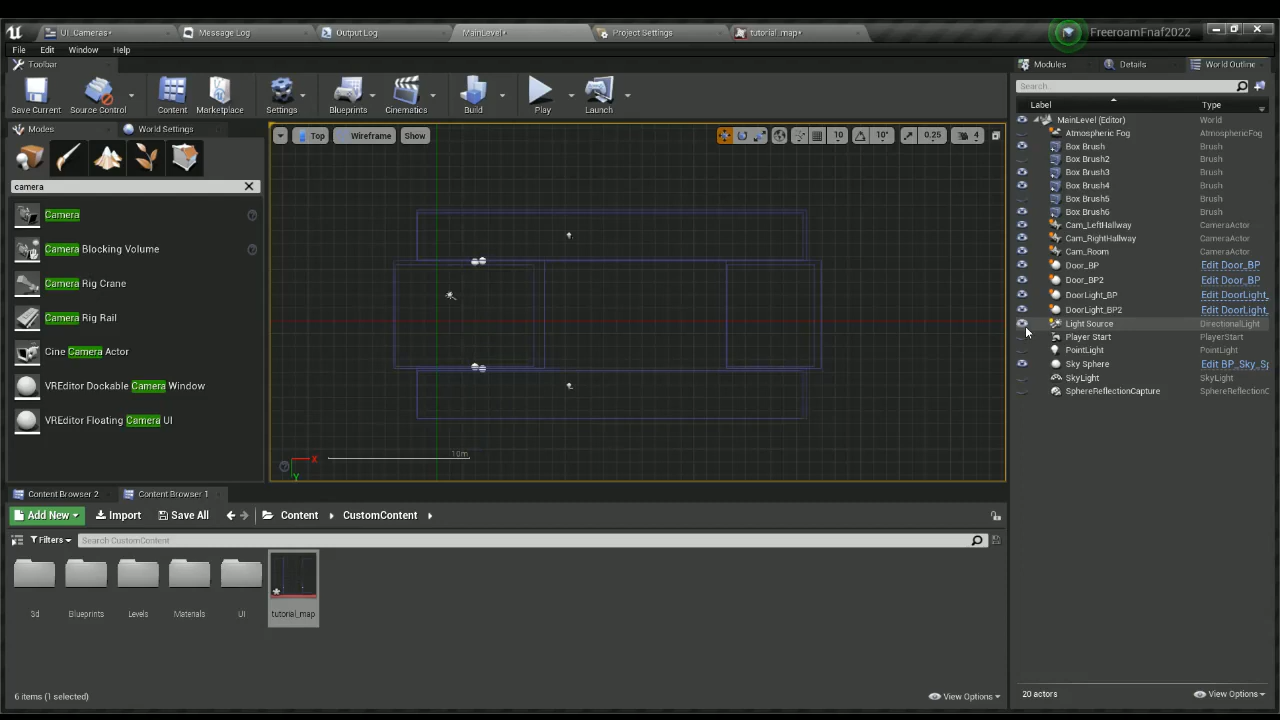 UI_Cameras•
Message Log
Output Log
MainLevel•
Project Settings
tutorial_map•
FreeroamFnaf2022
File Edit Window Help
Toolbar
Modules
Details
World Outline
Save Current
Source Control
Content
Marketplace
Settings
Blueprints
Cinematics
Build
Play
Launch
Search...
Label
Type
Modes
World Settings
Top
Wireframe
Show
10
10°
0.25
4
camera
Camera
Camera Blocking Volume
Camera Rig Crane
Camera Rig Rail
Cine Camera Actor
VREditor Dockable Camera Window
VREditor Floating Camera UI
10m
X
Y
MainLevel (Editor) World
Atmospheric Fog AtmosphericFog
Box Brush Brush
Box Brush2 Brush
Box Brush3 Brush
Box Brush4 Brush
Box Brush5 Brush
Box Brush6 Brush
Cam_LeftHallway CameraActor
Cam_RightHallway CameraActor
Cam_Room CameraActor
Door_BP Edit Door_BP
Door_BP2 Edit Door_BP
DoorLight_BP Edit DoorLight_
DoorLight_BP2 Edit DoorLight_
Light Source DirectionalLight
Player Start PlayerStart
PointLight PointLight
Sky Sphere Edit BP_Sky_Sp
SkyLight SkyLight
SphereReflectionCapture SphereReflect
Content Browser 2
Content Browser 1
Add New Import Save All Content CustomContent
Filters Search CustomContent
3d
Blueprints
Levels
Materials
UI
tutorial_map
6 items (1 selected)
View Options
20 actors
View Options